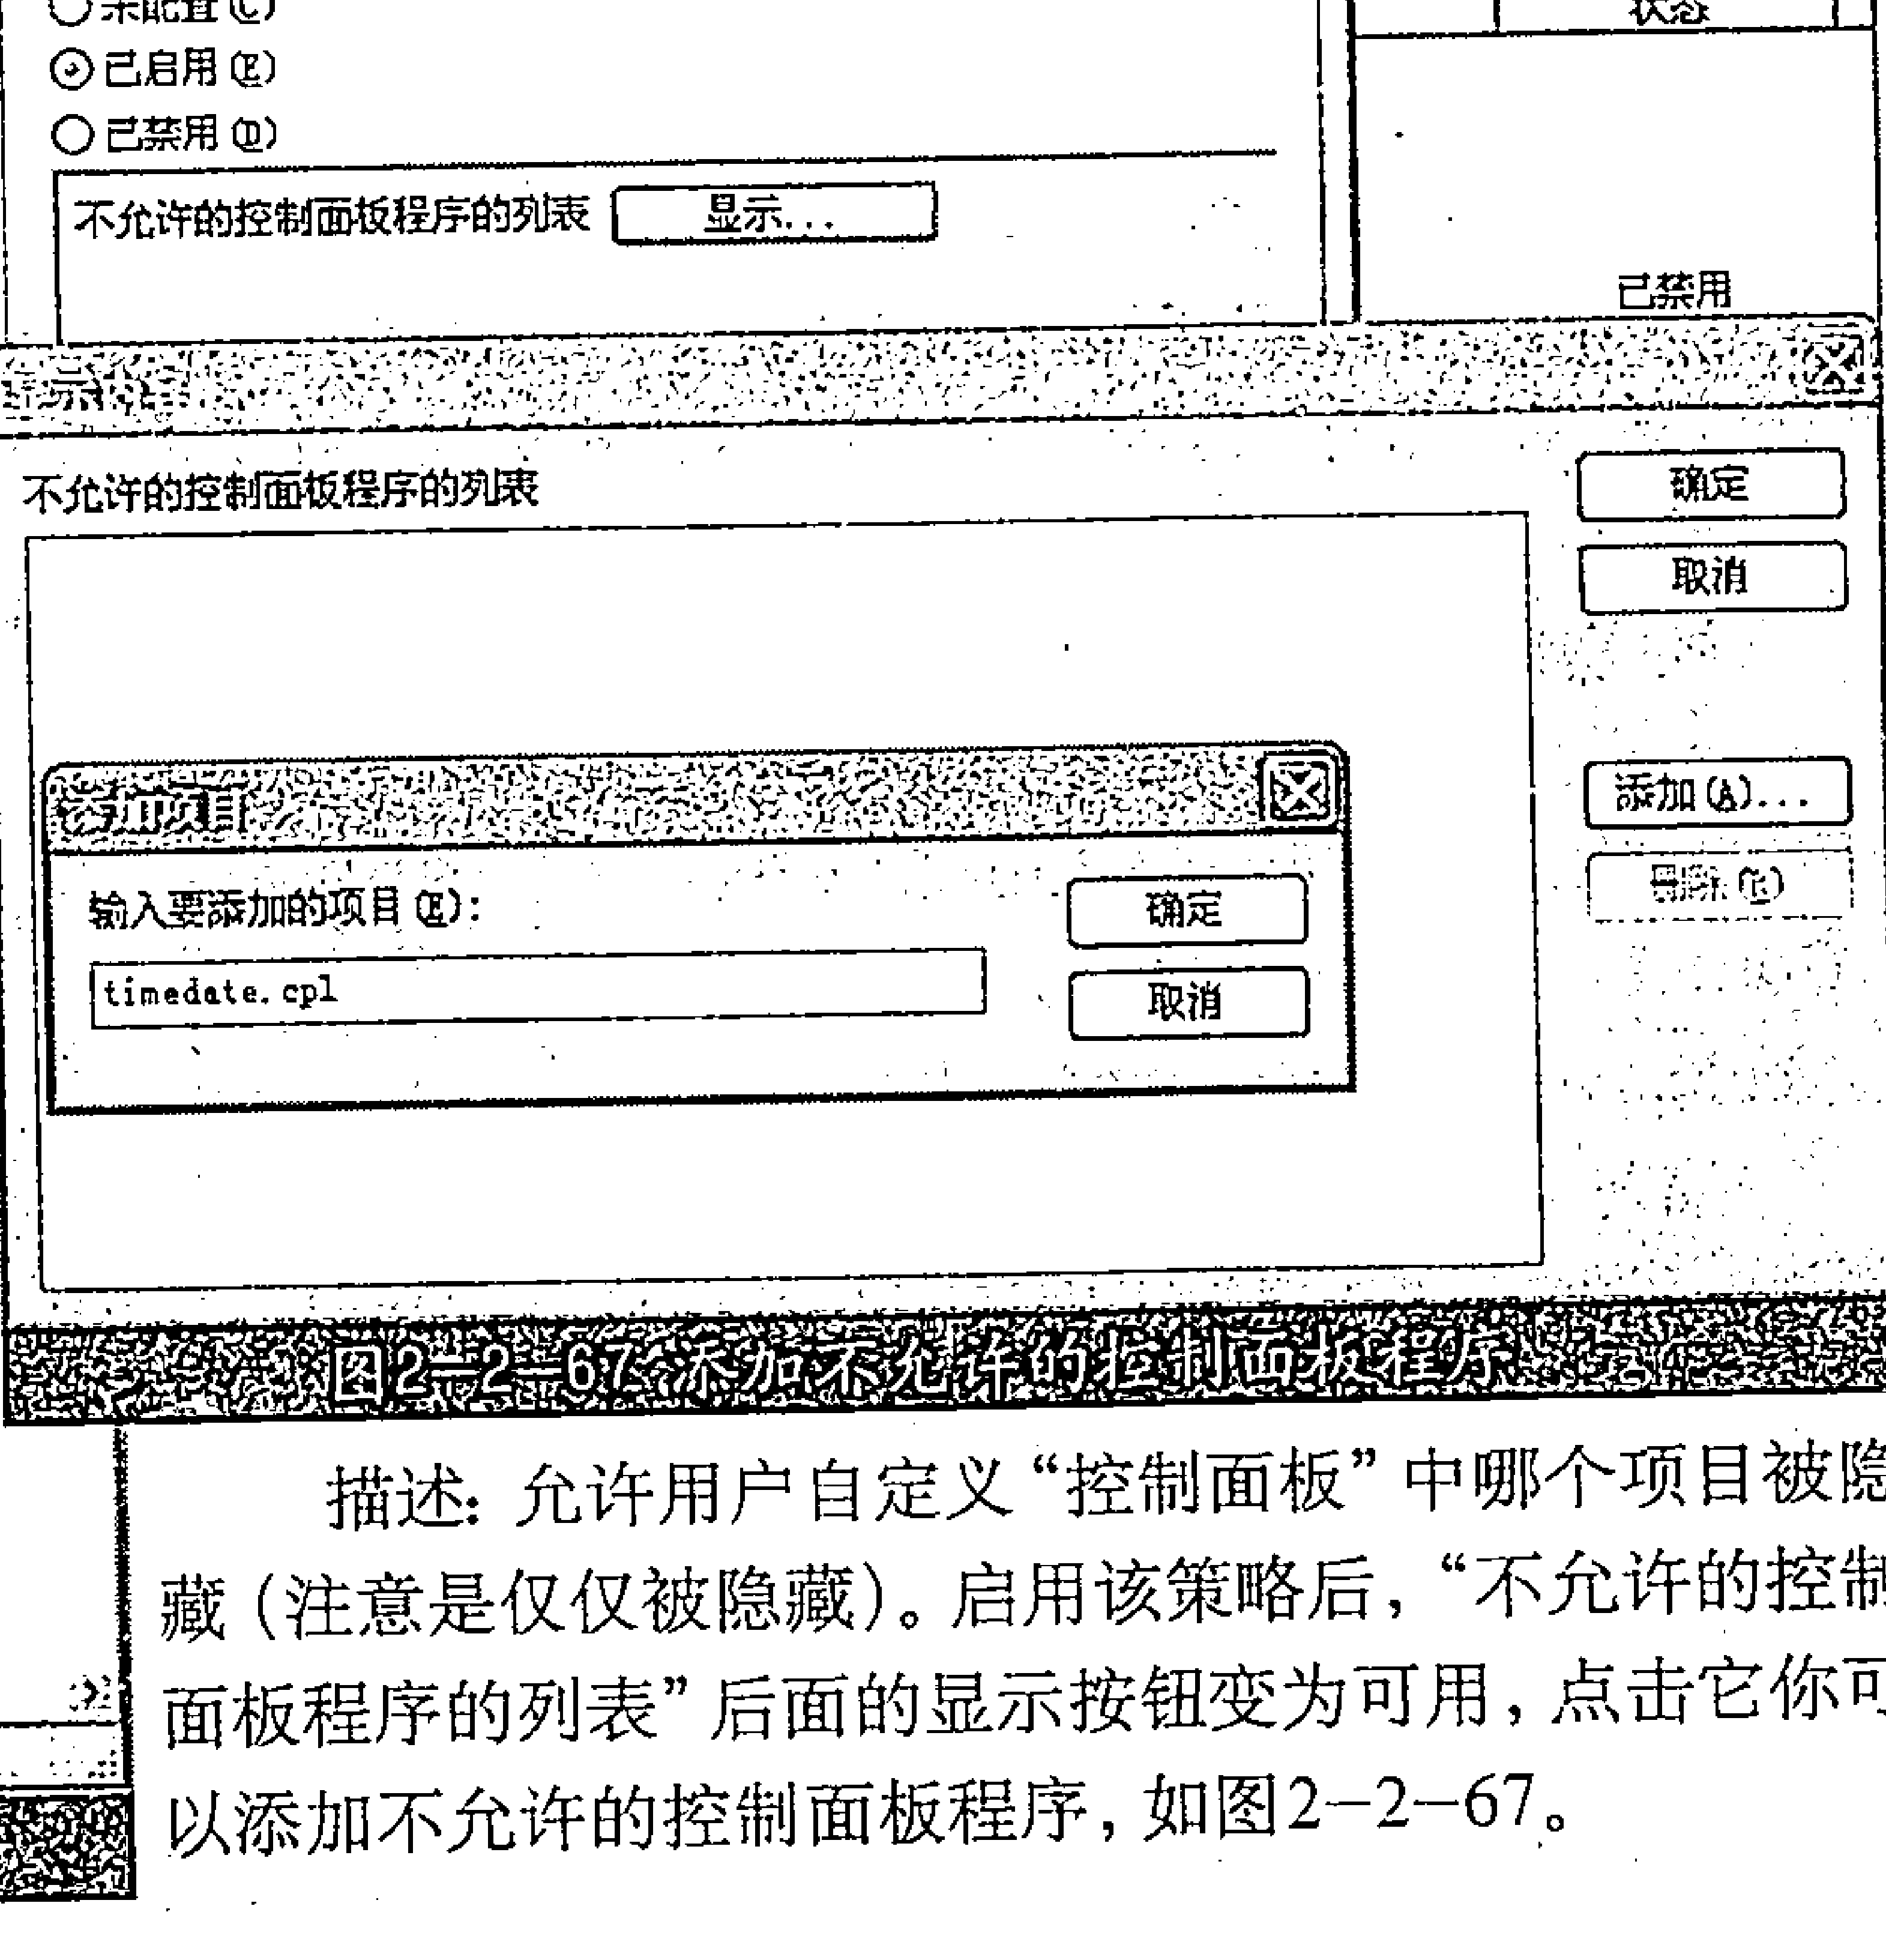 未配置(C)
已启用(E)
已禁用(D)
不允许的控制面板程序的列表 显示...
状态
已禁用
不允许的控制面板程序的列表
确定
取消
添加(A)...
删除(R)
添加项目
输入要添加的项目(E):
timedate.cpl
确定
取消
图2-2-67 添加不允许的控制面板程序
描述: 允许用户自定义“控制面板”中哪个项目被隐
藏(注意是仅仅被隐藏)。启用该策略后,“不允许的控制
面板程序的列表”后面的显示按钮变为可用,点击它你可
以添加不允许的控制面板程序,如图2-2-67。